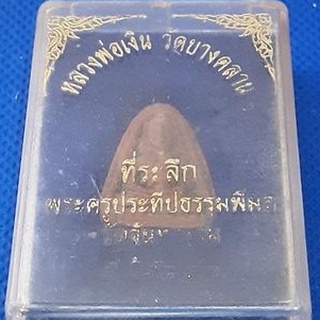 หลวงพ่อเงิน วัดบางคลาน
ที่ระลึก
พระครูประทีปธรรมพิมล